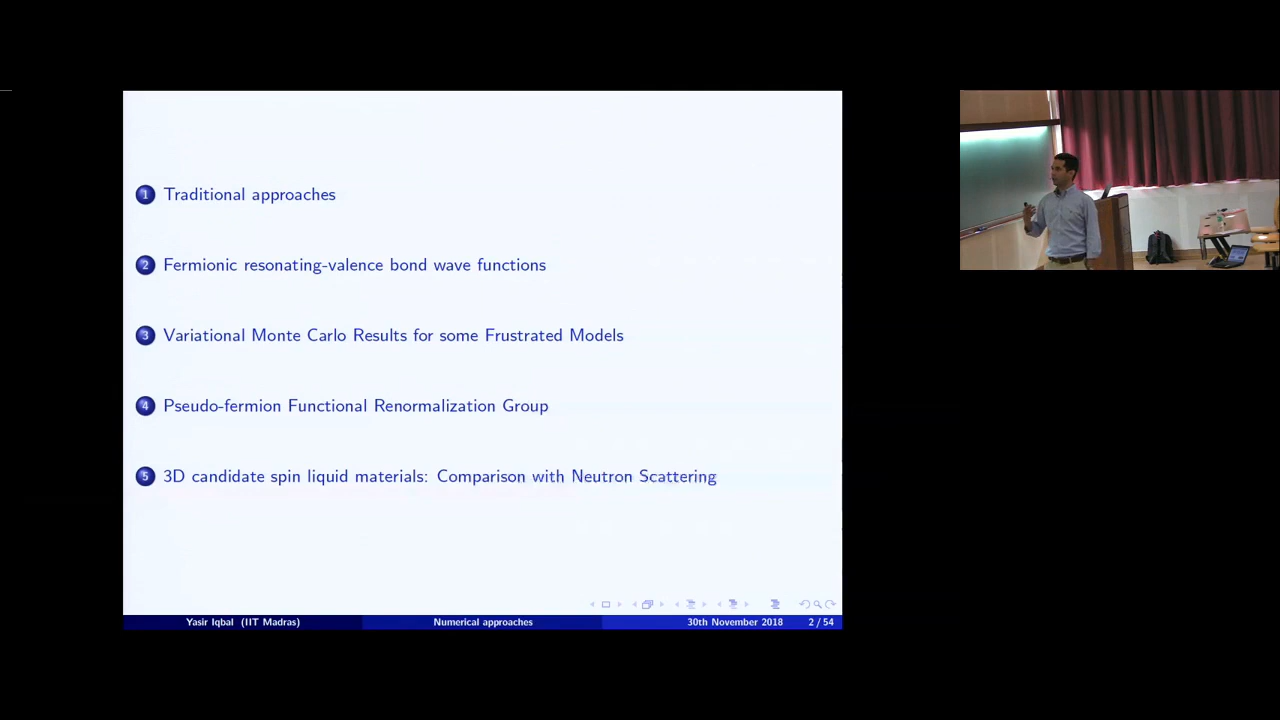 1 Traditional approaches
2 Fermionic resonating-valence bond wave functions
3 Variational Monte Carlo Results for some Frustrated Models
4 Pseudo-fermion Functional Renormalization Group
5 3D candidate spin liquid materials: Comparison with Neutron Scattering
Yasir Iqbal (IIT Madras) Numerical approaches 30th November 2018 2 / 54